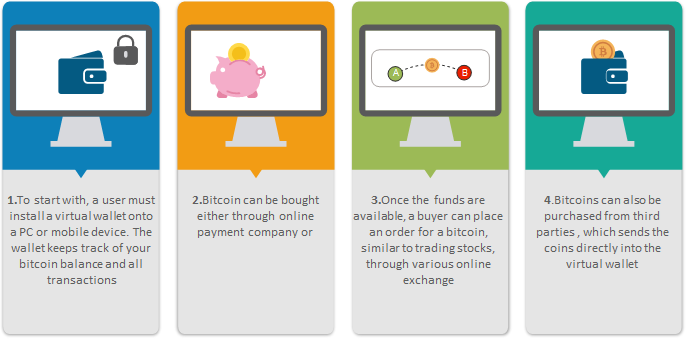 A
B
1.To start with, a user must
install a virtual wallet onto
a PC or mobile device. The
wallet keeps track of your
bitcoin balance and all
transactions
2.Bitcoin can be bought
either through online
payment company or
3.Once the funds are
available, a buyer can place
an order for a bitcoin,
similar to trading stocks,
through various online
exchange
4.Bitcoins can also be
purchased from third
parties , which sends the
coins directly into the
virtual wallet